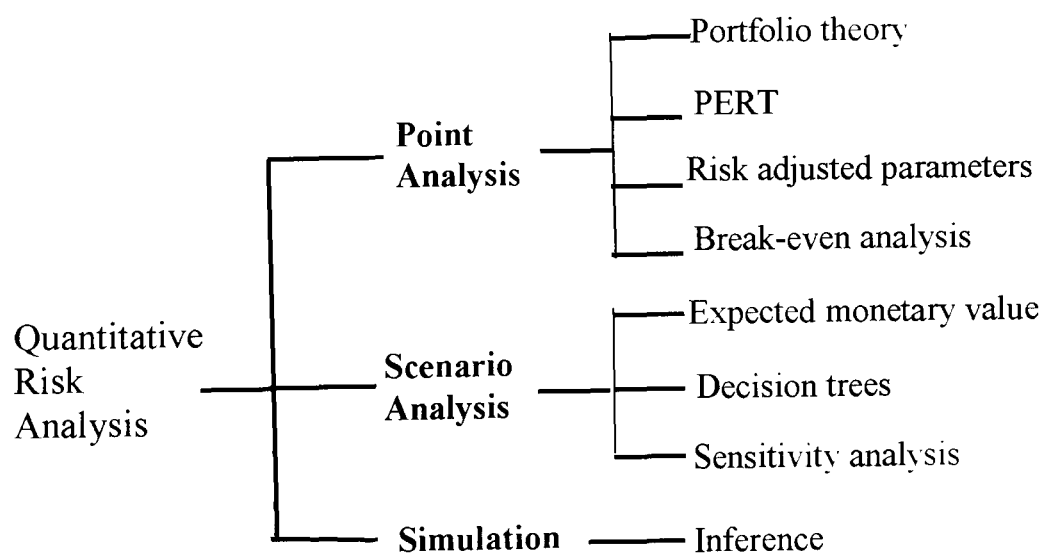 Portfolio theory
PERT
Point
Analysis
Risk adjusted parameters
Break-even analysis
Quantitative
Risk
Analysis
Expected monetary value
Scenario
Analysis
Decision trees
Sensitivity analysis
Simulation
Inference